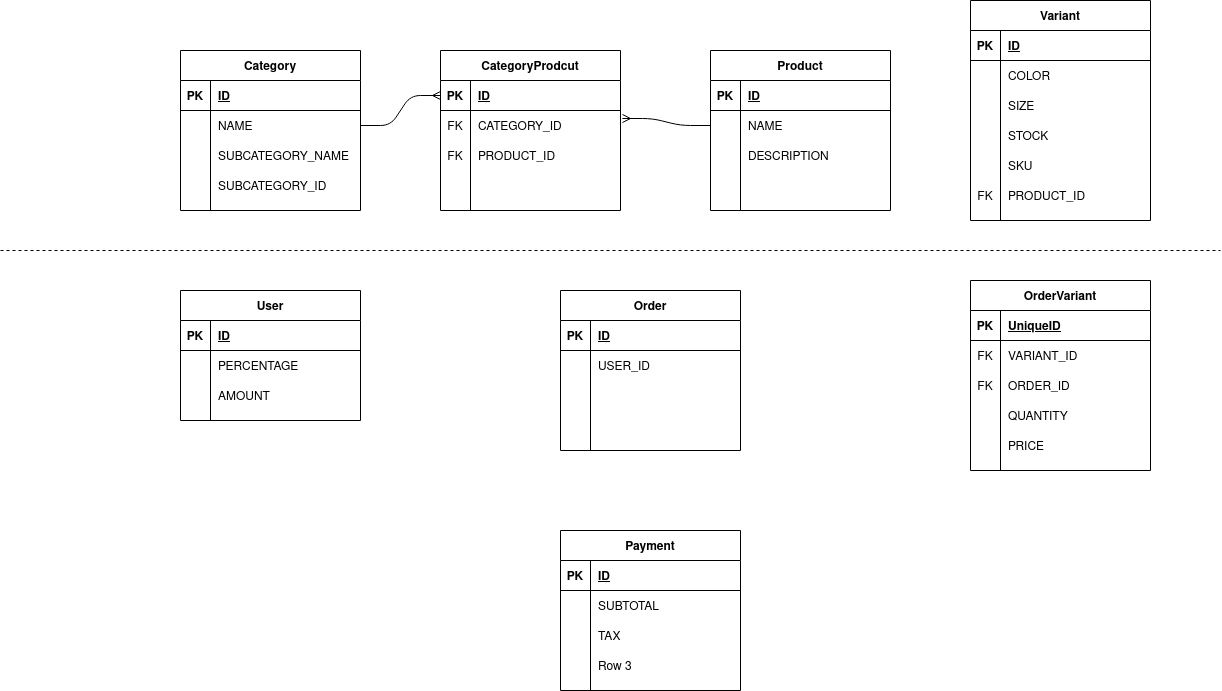 Variant
PK ID
COLOR
SIZE
STOCK
SKU
FK PRODUCT_ID
Category
PK ID
NAME
SUBCATEGORY_NAME
SUBCATEGORY_ID
CategoryProdcut
PK ID
FK CATEGORY_ID
FK PRODUCT_ID
Product
PK ID
NAME
DESCRIPTION
User
PK ID
PERCENTAGE
AMOUNT
Order
PK ID
USER_ID
OrderVariant
PK UniqueID
FK VARIANT_ID
FK ORDER_ID
QUANTITY
PRICE
Payment
PK ID
SUBTOTAL
TAX
Row 3